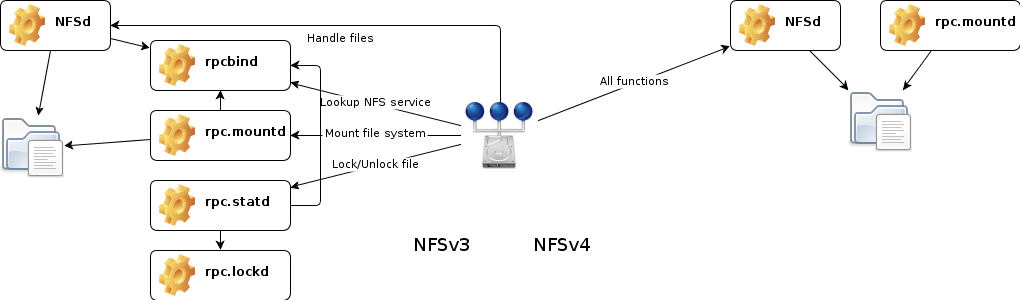 NFSd
NFSd
rpc.mountd
Handle files
rpcbind
All functions
Lookup NFS service
rpc.mountd
Mount file system
Lock/Unlock file
rpc.statd
NFSv3
NFSv4
rpc.lockd